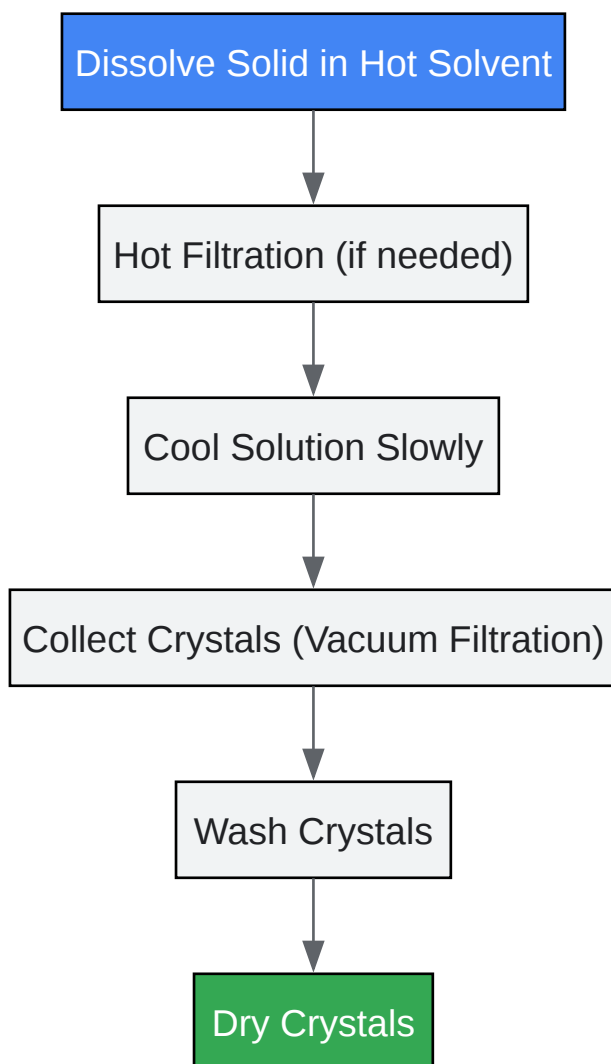 Dissolve Solid in Hot Solvent
Hot Filtration (if needed)
Cool Solution Slowly
Collect Crystals (Vacuum Filtration)
Wash Crystals
Dry Crystals